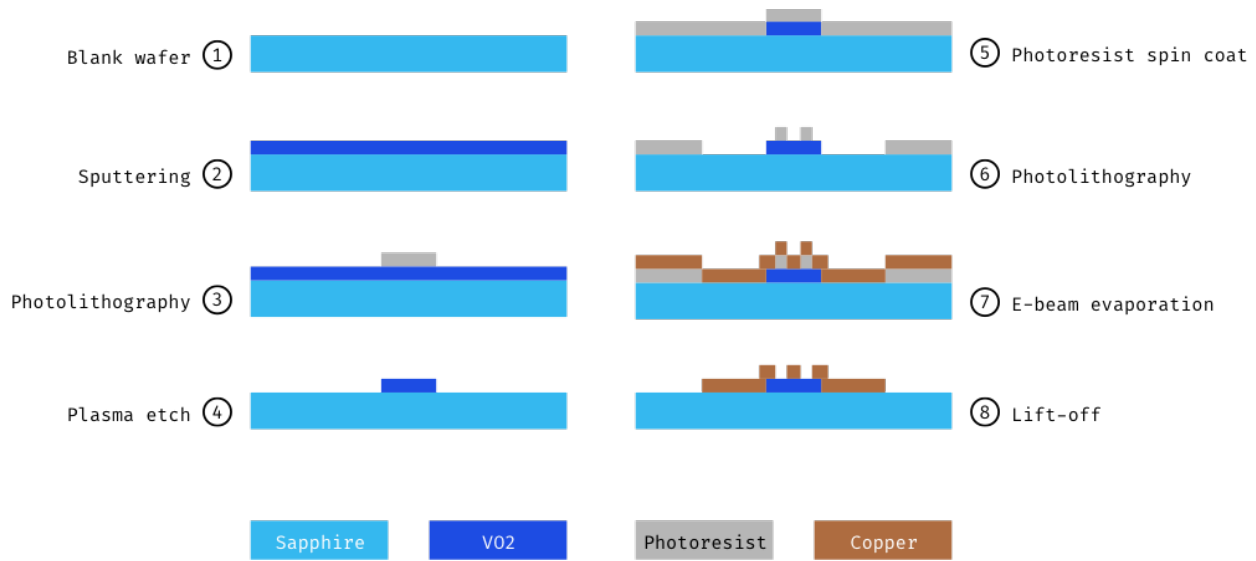 Blank wafer 1
Sputtering 2
Photolithography 3
Plasma etch 4
5 Photoresist spin coat
6 Photolithography
7 E-beam evaporation
8 Lift-off
Sapphire
VO2
Photoresist
Copper